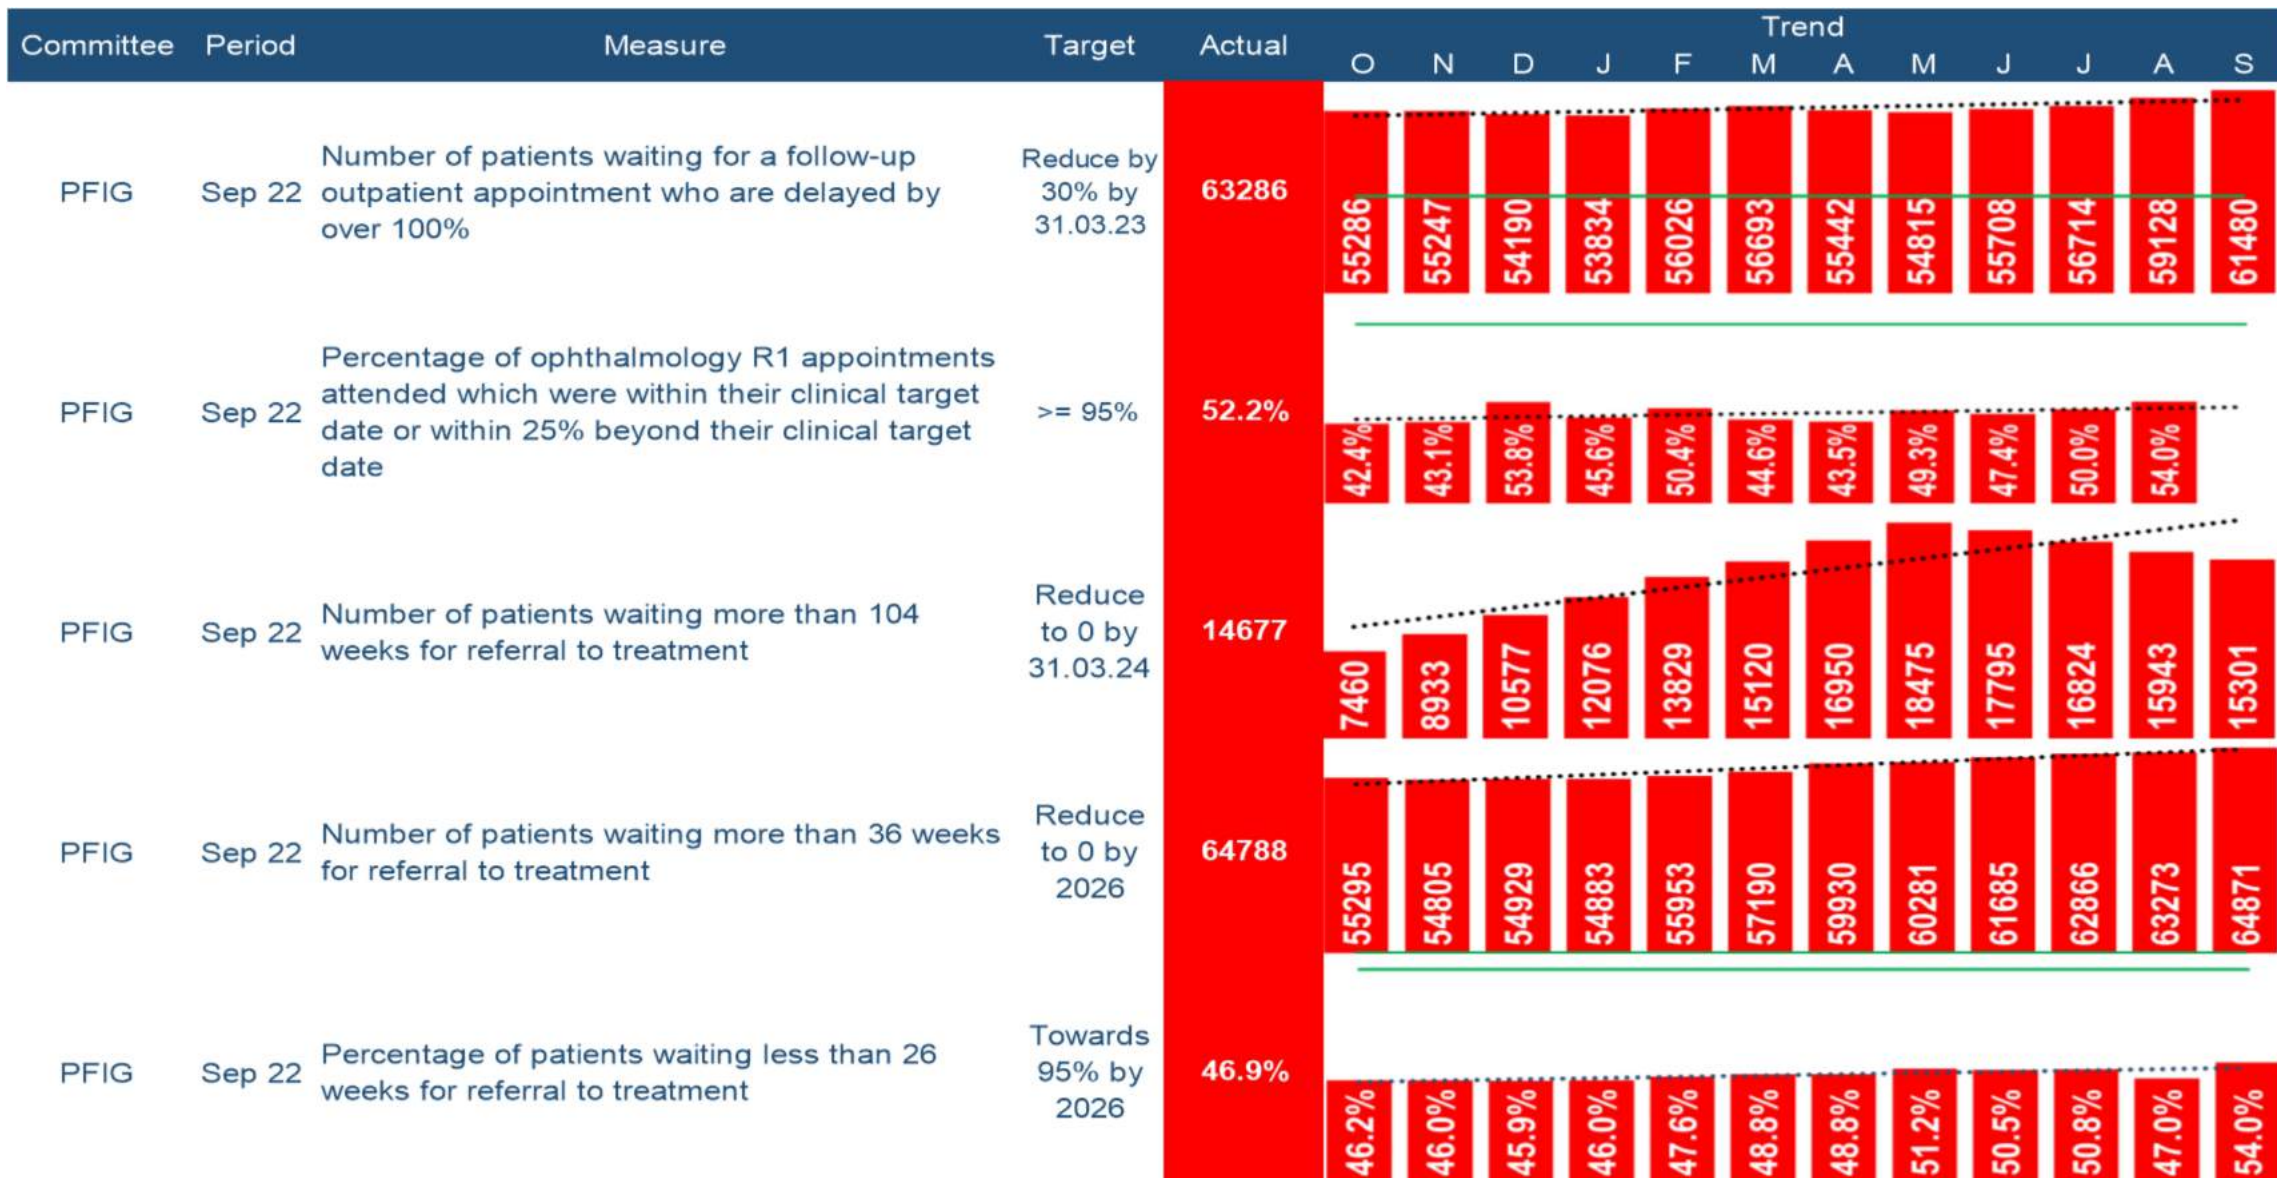 Committee Period Measure Target Actual Trend
O N D J F M A M J J A S
PFIG Sep 22 Number of patients waiting for a follow-up
outpatient appointment who are delayed by
over 100%
Reduce by
30% by
31.03.23
63286
55286 55247 54190 53834 56026 56693 55442 54815 55708 56714 59128 61480
PFIG Sep 22 Percentage of ophthalmology R1 appointments
attended which were within their clinical target
date or within 25% beyond their clinical target
date
>= 95%
52.2%
42.4% 43.1% 53.8% 45.6% 50.4% 44.6% 43.5% 49.3% 47.4% 50.0% 54.0%
PFIG Sep 22 Number of patients waiting more than 104
weeks for referral to treatment
Reduce
to 0 by
31.03.24
14677
7460 8933 10577 12076 13829 15120 16950 18475 17795 16824 15943 15301
PFIG Sep 22 Number of patients waiting more than 36 weeks
for referral to treatment
Reduce
to 0 by
2026
64788
55295 54805 54929 54883 55953 57190 59930 60281 61685 62866 63273 64871
PFIG Sep 22 Percentage of patients waiting less than 26
weeks for referral to treatment
Towards
95% by
2026
46.9%
46.2% 46.0% 45.9% 46.0% 47.6% 48.8% 48.8% 51.2% 50.5% 50.8% 47.0% 54.0%